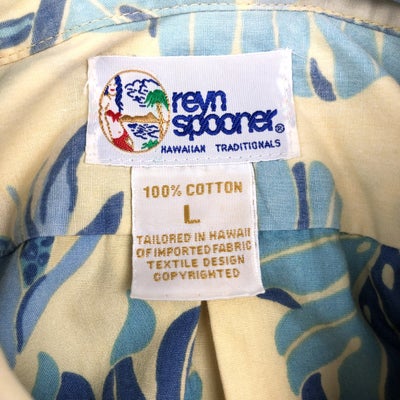 reyn
spooner®
HAWAIIAN TRADITIONALS
100% COTTON
L
TAILORED IN HAWAII
OF IMPORTED FABRIC
TEXTILE DESIGN
COPYRIGHTED